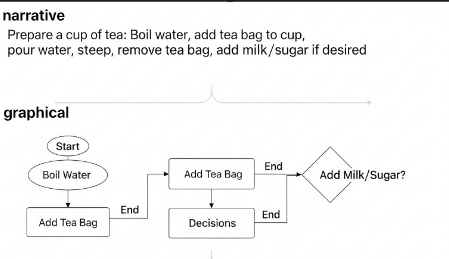 narrative
Prepare a cup of tea: Boil water, add tea bag to cup,
pour water, steep, remove tea bag, add milk/sugar if desired
graphical
Start
Boil Water
Add Tea Bag
End
Add Tea Bag
Decisions
End
End
Add Milk/Sugar?